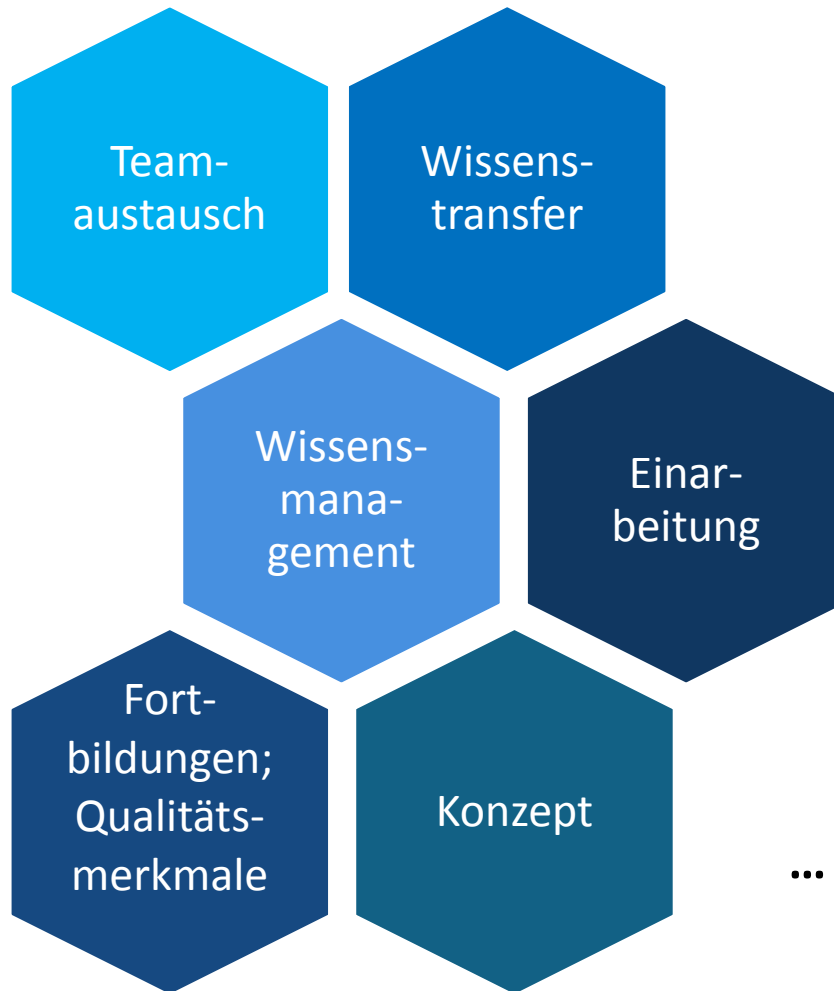 Team-
austausch
Wissens-
transfer
Wissens-
mana-
gement
Einar-
beitung
Fort-
bildungen;
Qualitäts-
merkmale
Konzept
...